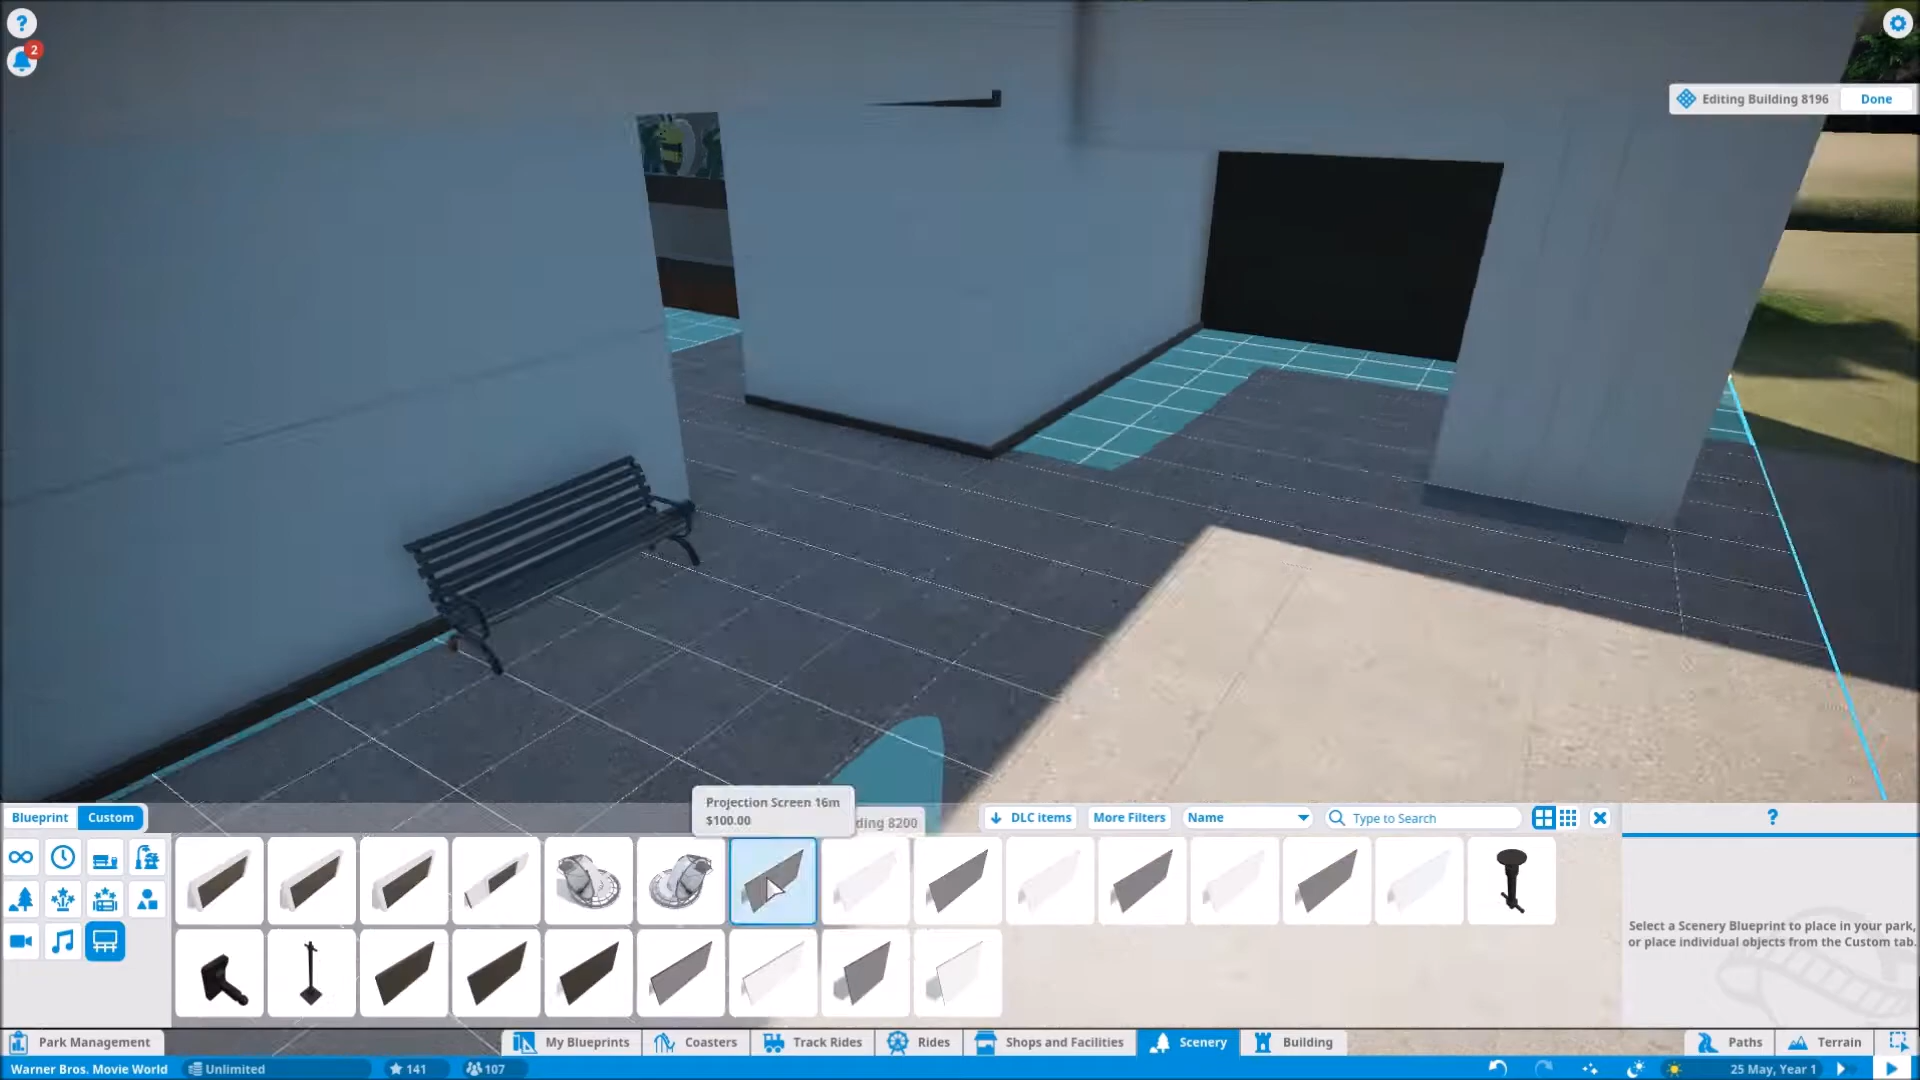 ?
2
Editing Building 8196
Done
Projection Screen 16m
$100.00
Blueprint
Custom
ding 8200
DLC items
More Filters
Name
Type to Search
?
Select a Scenery Blueprint to place in your park,
or place individual objects from the Custom tab.
Park Management
My Blueprints
Coasters
Track Rides
Rides
Shops and Facilities
Scenery
Building
Paths
Terrain
Warner Bros. Movie World
Unlimited
141
107
25 May, Year 1